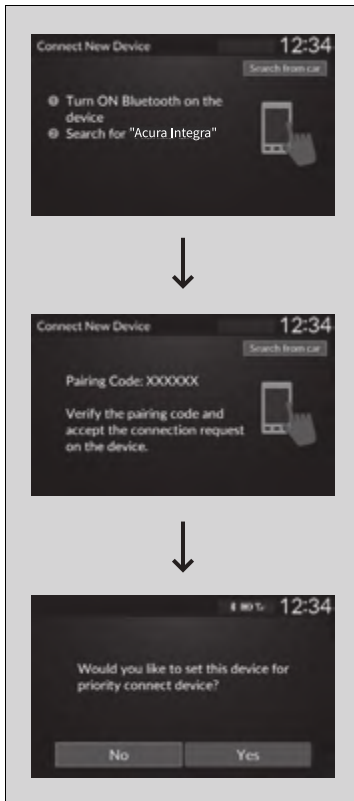 Connect New Device 12:34
Search from car
1 Turn ON Bluetooth on the
device
2 Search for "Acura Integra"
Connect New Device 12:34
Search from car
Pairing Code: XXXXXX
Verify the pairing code and
accept the connection request
on the device.
12:34
Would you like to set this device for
priority connect device?
No Yes